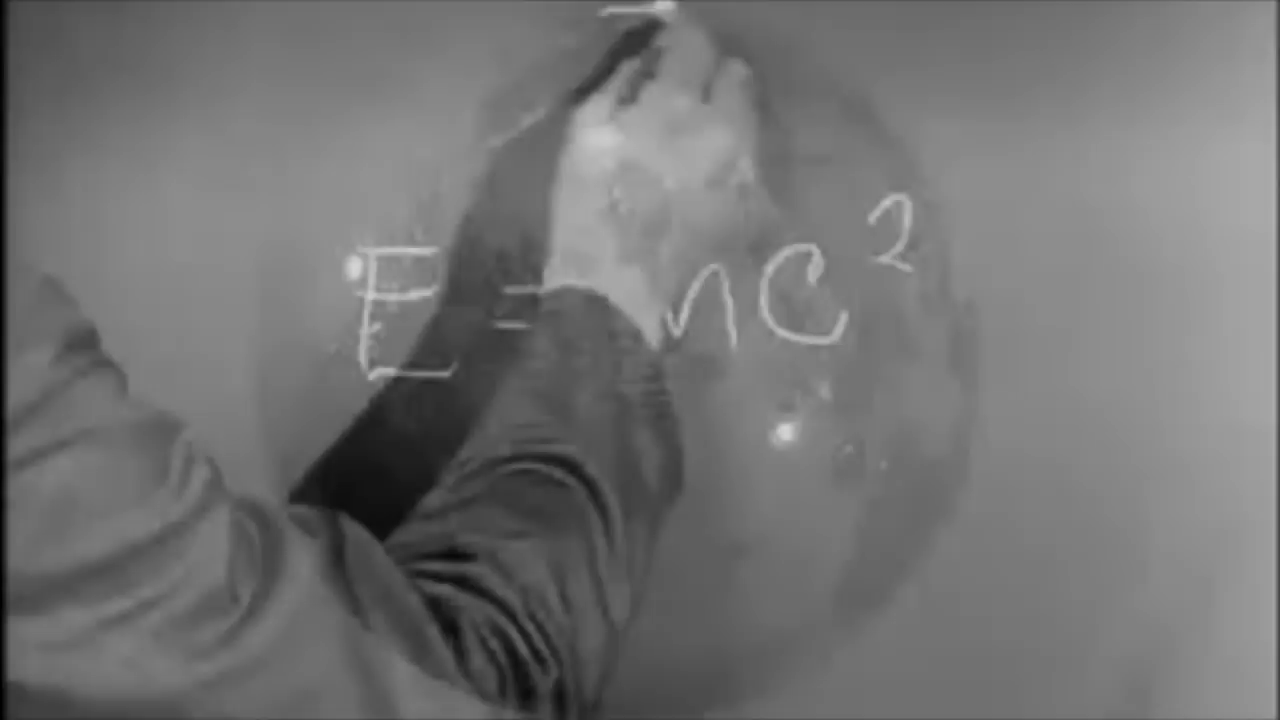 E = mc²